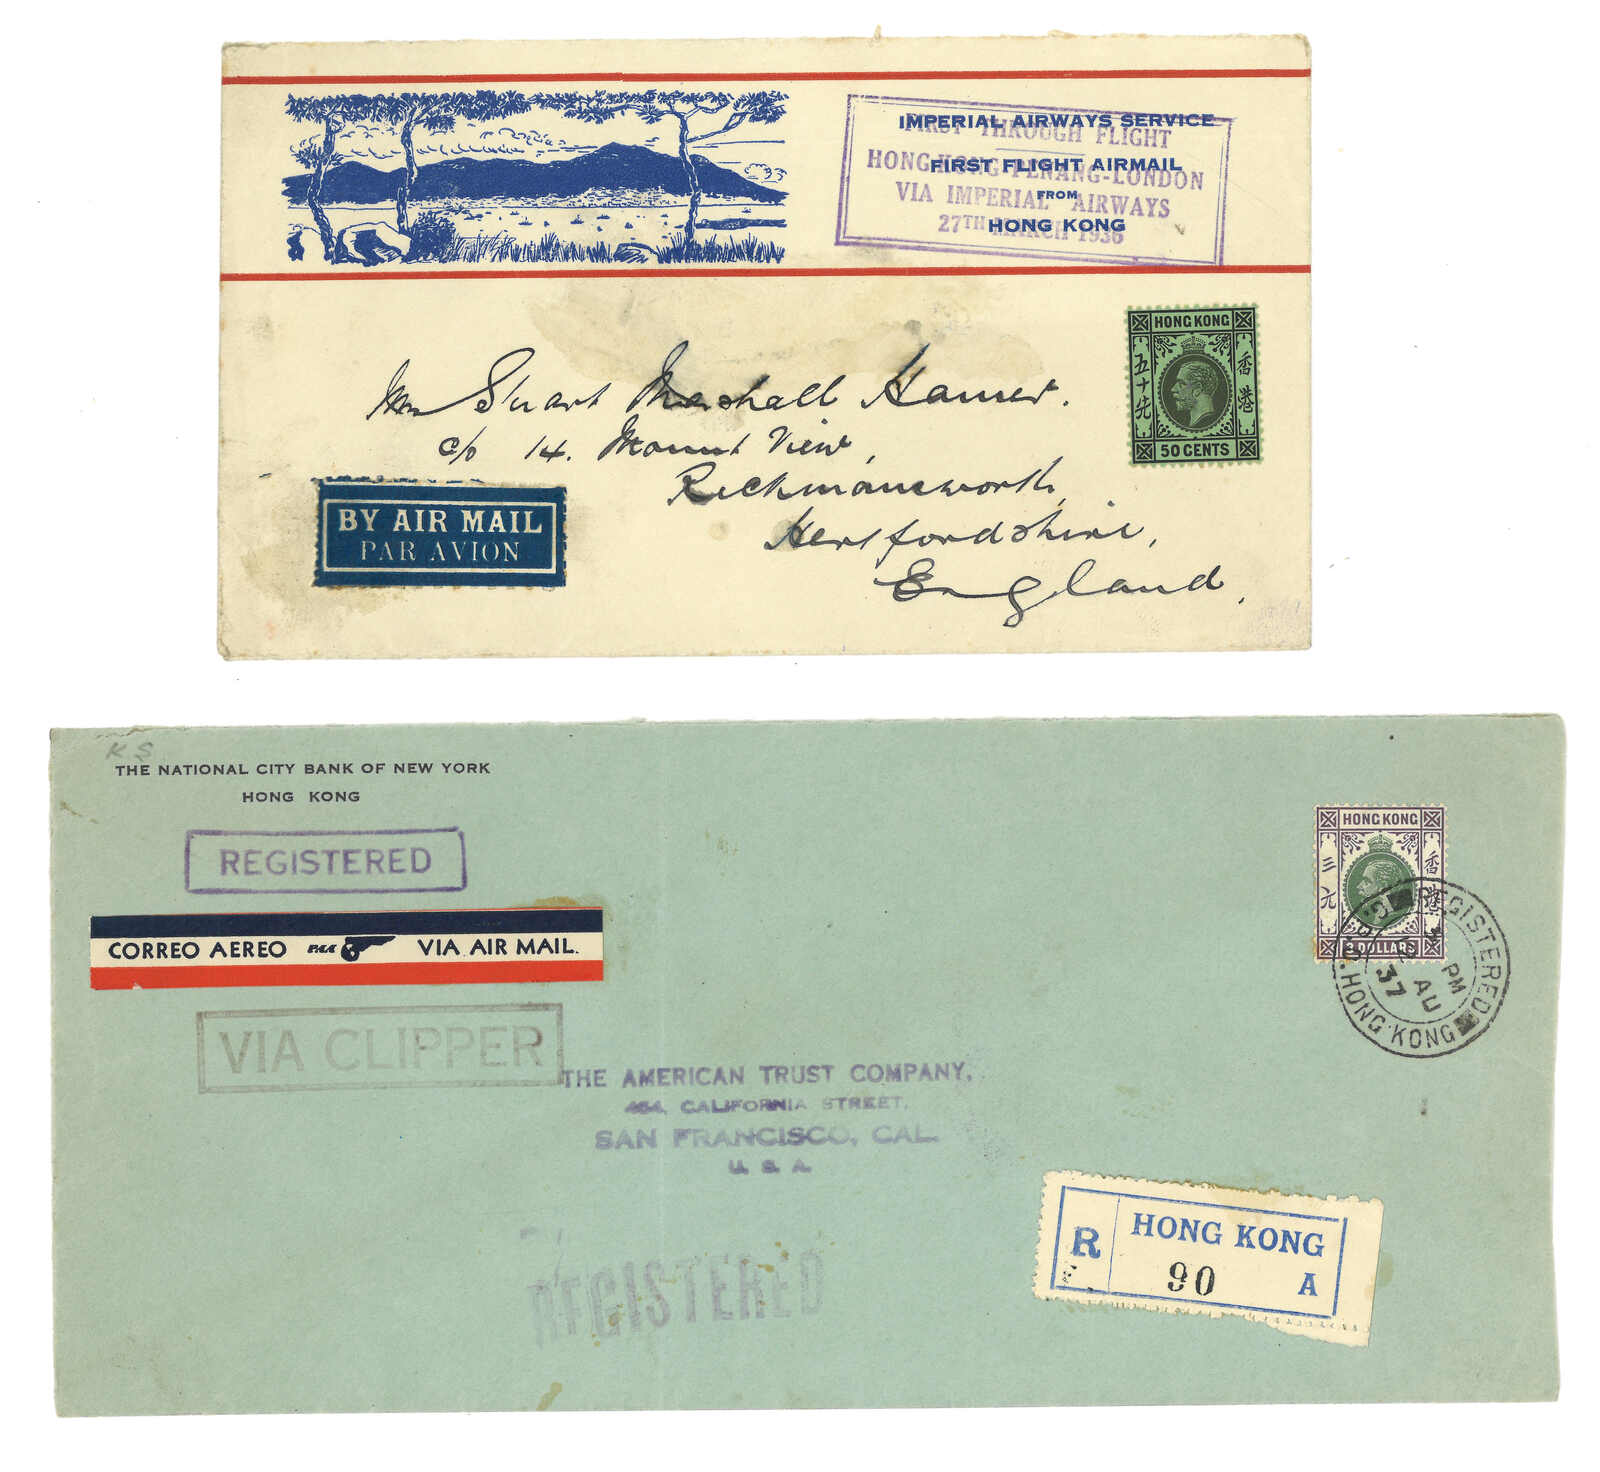 IMPERIAL AIRWAYS SERVICE
FIRST FLIGHT AIRMAIL
FROM
HONG KONG
FIRST THROUGH FLIGHT
HONG KONG-PENANG-LONDON
VIA IMPERIAL AIRWAYS
27TH MARCH 1936
HONG KONG
五十先
香港
50 CENTS
Stuart Marshall Hamer.
c/o 14. Mount View,
Rickmansworth,
Hertfordshire,
England.
BY AIR MAIL
PAR AVION
K S
THE NATIONAL CITY BANK OF NEW YORK
HONG KONG
REGISTERED
CORREO AEREO PAA VIA AIR MAIL.
VIA CLIPPER
HONG KONG
元
香港
DOLLARS
REGISTERED G.P.O. HONG KONG
PM
AU
37
THE AMERICAN TRUST COMPANY,
464, CALIFORNIA STREET,
SAN FRANCISCO, CAL.
U. S. A.
REGISTERED
R HONG KONG
90 A